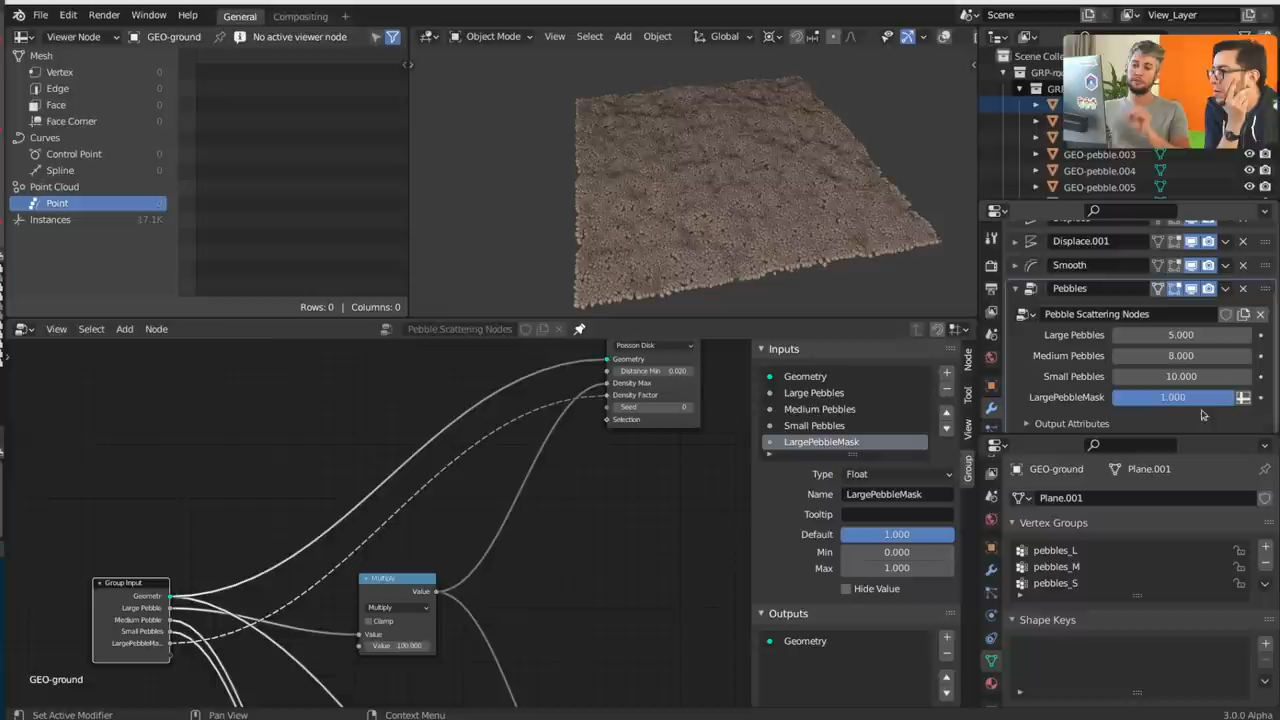 File Edit Render Window Help General Compositing + Scene View_Layer
Viewer Node GEO-ground No active viewer node
Object Mode View Select Add Object Global
Mesh
Vertex 0
Edge 0
Face 0
Face Corner 0
Curves
Control Point 0
Spline 0
Point Cloud
Point 0
Instances 17.1K
Rows: 0 | Columns: 0
Scene Collec
GEO-pebble.003
GEO-pebble.004
GEO-pebble.005
Displace.001
Smooth
Pebbles
Pebble Scattering Nodes
Large Pebbles 5.000
Medium Pebbles 8.000
Small Pebbles 10.000
LargePebbleMask 1.000
Output Attributes
GEO-ground Plane.001
Plane.001
Vertex Groups
pebbles_L
pebbles_M
pebbles_S
Shape Keys
View Select Add Node Pebble Scattering Nodes
Poisson Disk
Geometry
Distance Min 0.020
Density Max
Density Factor
Seed 0
Selection
Multiply
Value
Multiply
Clamp
Value
Value 100.000
Group Input
Geometr
Large Pebble
Medium Pebble
Small Pebbles
LargePebbleMa...
GEO-ground
Inputs
Geometry
Large Pebbles
Medium Pebbles
Small Pebbles
LargePebbleMask
Type Float
Name LargePebbleMask
Tooltip
Default 1.000
Min 0.000
Max 1.000
Hide Value
Outputs
Geometry
Node
Tool
View
Group
Set Active Modifier Pan View Context Menu 3.0.0 Alpha